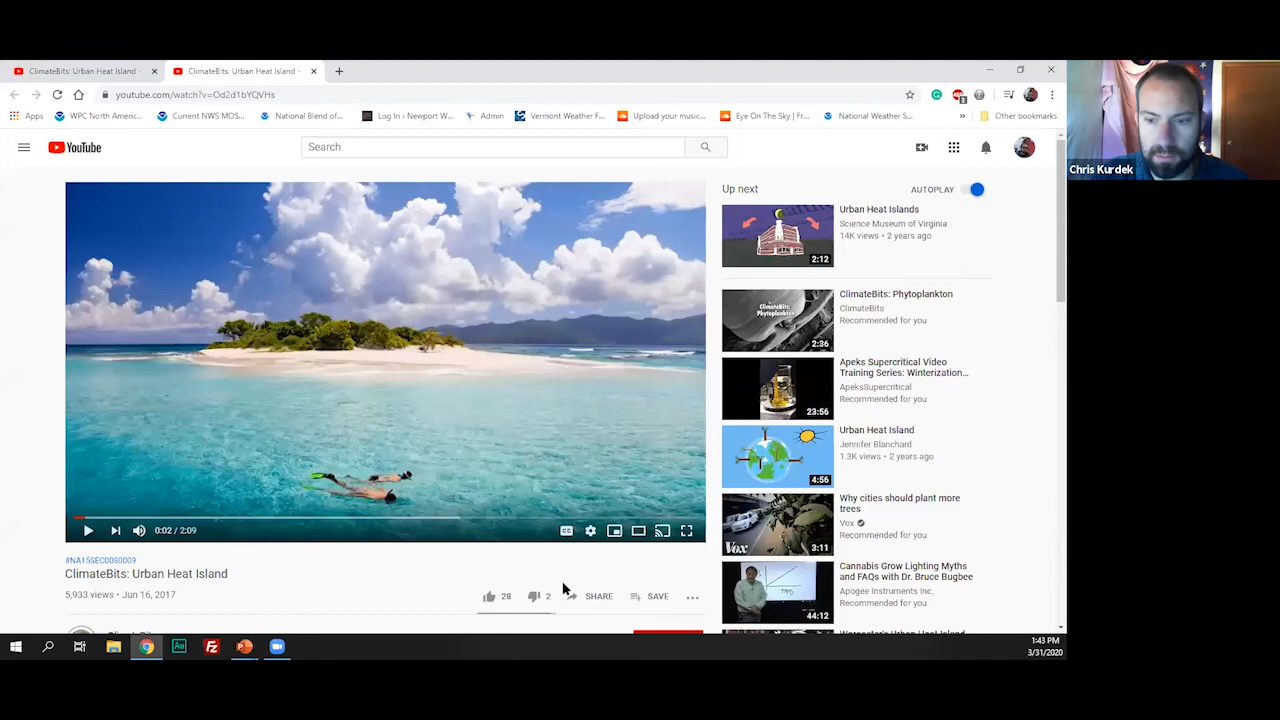 ClimateBits: Urban Heat Island - ClimateBits: Urban Heat Island -
youtube.com/watch?v=Od2d1bYQVHs
Apps WPC North Americ... Current NWS MOS... National Blend of... Log In ‹ Newport W... Admin Vermont Weather F... Upload your music... Eye On The Sky | Fr... National Weather S... » Other bookmarks
YouTube
Search
Chris Kurdek
Up next
AUTOPLAY
Urban Heat Islands
Science Museum of Virginia
14K views • 2 years ago
2:12
ClimateBits: Phytoplankton
ClimateBits
Recommended for you
ClimateBits:
Phytoplankton
2:36
Apeks Supercritical Video
Training Series: Winterization...
ApeksSupercritical
Recommended for you
23:56
Urban Heat Island
Jennifer Blanchard
1.3K views • 2 years ago
4:56
Why cities should plant more
trees
Vox
Recommended for you
Vox
3:11
Cannabis Grow Lighting Myths
and FAQs with Dr. Bruce Bugbee
Apogee Instruments Inc.
Recommended for you
44:12
0:02 / 2:09
#NA15SEC0080009
ClimateBits: Urban Heat Island
5,933 views • Jun 16, 2017
28 2 SHARE SAVE
1:43 PM
3/31/2020